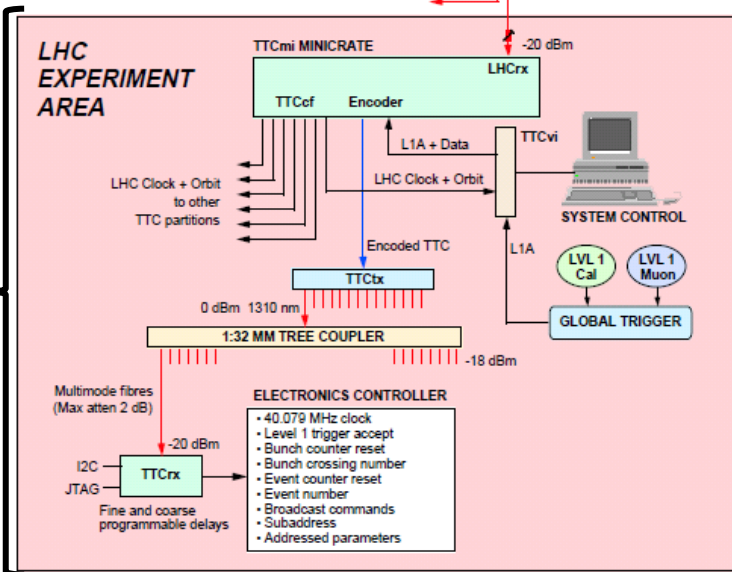 LHC
EXPERIMENT
AREA
TTCmi MINICRATE
-20 dBm
LHCrx
TTCcf
Encoder
TTCvi
L1A + Data
LHC Clock + Orbit
LHC Clock + Orbit
to other
TTC partitions
SYSTEM CONTROL
Encoded TTC
L1A
LVL 1
Cal
LVL 1
Muon
TTCtx
GLOBAL TRIGGER
0 dBm 1310 nm
1:32 MM TREE COUPLER
-18 dBm
Multimode fibres
(Max atten 2 dB)
ELECTRONICS CONTROLLER
• 40.079 MHz clock
• Level 1 trigger accept
• Bunch counter reset
• Bunch crossing number
• Event counter reset
• Event number
• Broadcast commands
• Subaddress
• Addressed parameters
-20 dBm
I2C
JTAG
TTCrx
Fine and coarse
programmable delays